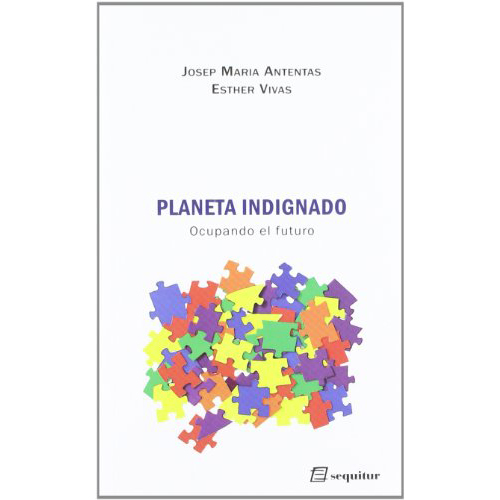 Josep Maria Antentas
Esther Vivas
PLANETA INDIGNADO
Ocupando el futuro
sequitur